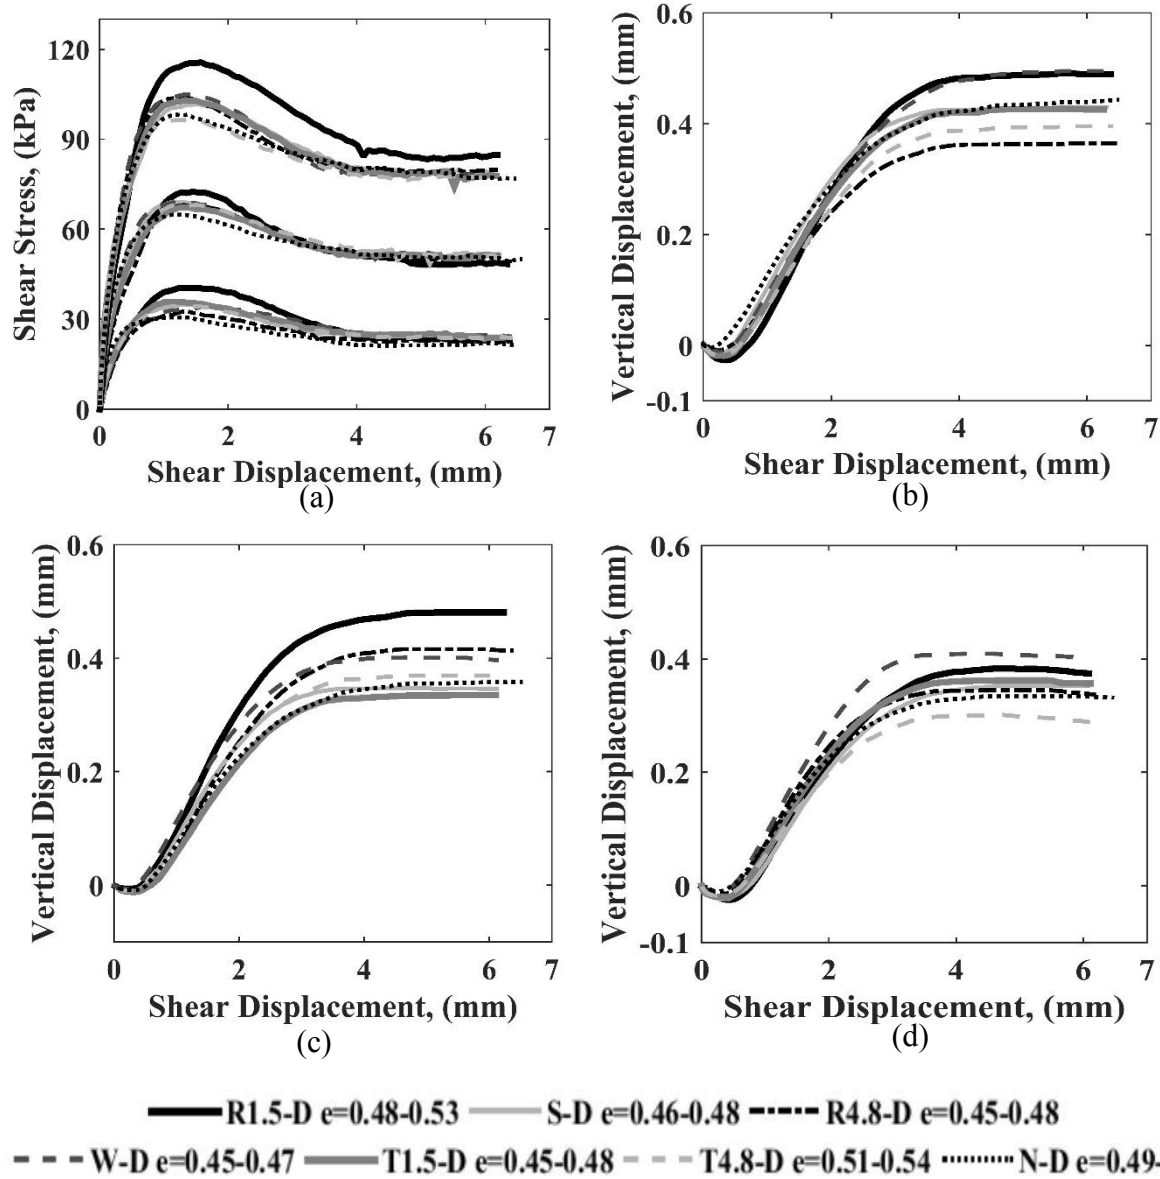 120
90
60
30
0
Shear Stress, (kPa)
0 2 4 6 7
Shear Displacement, (mm)
(a)
0.6
0.4
0.2
0
-0.1
Vertical Displacement, (mm)
0 2 4 6 7
Shear Displacement, (mm)
(b)
0.6
0.4
0.2
0
Vertical Displacement, (mm)
0 2 4 6 7
Shear Displacement, (mm)
(c)
0.6
0.4
0.2
0
-0.1
Vertical Displacement, (mm)
0 2 4 6 7
Shear Displacement, (mm)
(d)
R1.5-D e=0.48-0.53 S-D e=0.46-0.48 R4.8-D e=0.45-0.48
W-D e=0.45-0.47 T1.5-D e=0.45-0.48 T4.8-D e=0.51-0.54 N-D e=0.49-